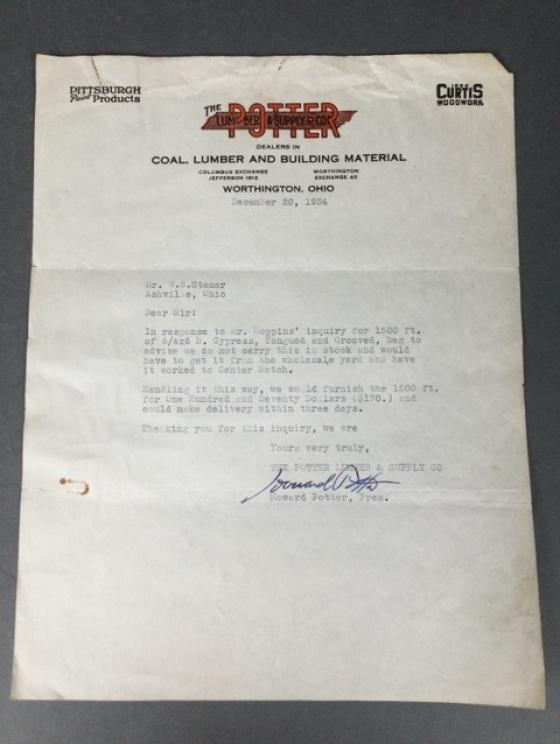 PITTSBURGH
Paint Products
CURTIS
WOODWORK
THE
POTTER
LUMBER & SUPPLY CO
DEALERS IN
COAL, LUMBER AND BUILDING MATERIAL
COLUMBUS EXCHANGE
JEFFERSON 1913
WORTHINGTON
EXCHANGE 40
WORTHINGTON, OHIO
December 20, 1934
Mr. W.S.Stoner
Ashville, Ohio
Dear Sir:
In response to Mr. Hoppins' inquiry for 1500 ft.
of 6/4x6 B. Cypress, Tongued and Grooved, beg to
advise we do not carry this in stock and would
have to get it from the wholesale yard and have
it worked to Center Match.
Handling it this way, we could furnish the 1500 ft.
for One Hundred and Seventy Dollars ($170.) and
could make delivery within three days.
Thanking you for this inquiry, we are
Yours very truly,
THE POTTER LUMBER & SUPPLY CO
Howard Potter
Howard Potter, Pres.